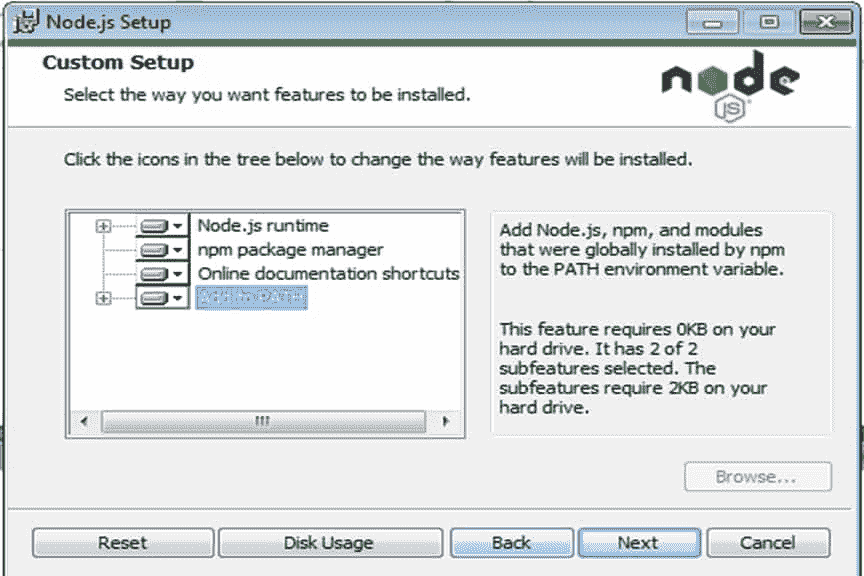 Node.js Setup
Custom Setup
Select the way you want features to be installed.
node
JS
Click the icons in the tree below to change the way features will be installed.
Node.js runtime
npm package manager
Online documentation shortcuts
Add to PATH
Add Node.js, npm, and modules
that were globally installed by npm
to the PATH environment variable.
This feature requires 0KB on your
hard drive. It has 2 of 2
subfeatures selected. The
subfeatures require 2KB on your
hard drive.
Browse...
Reset
Disk Usage
Back
Next
Cancel